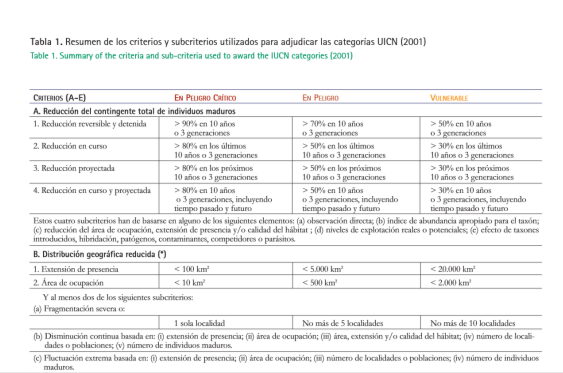 Tabla 1. Resumen de los criterios y subcriterios utilizados para adjudicar las categorías UICN (2001)
Table 1. Summary of the criteria and sub-criteria used to award the IUCN categories (2001)
CRITERIOS (A–E) EN PELIGRO CRÍTICO EN PELIGRO VULNERABLE
A. Reducción del contingente total de individuos maduros
1. Reducción reversible y detenida > 90% en 10 años > 70% en 10 años > 50% en 10 años
o 3 generaciones o 3 generaciones o 3 generaciones
2. Reducción en curso > 80% en los últimos > 50% en los últimos > 30% en los últimos
10 años o 3 generaciones 10 años o 3 generaciones 10 años o 3 generaciones
3. Reducción proyectada > 80% en los próximos > 50% en los próximos > 30% en los próximos
10 años o 3 generaciones 10 años o 3 generaciones 10 años o 3 generaciones
4. Reducción en curso y proyectada > 80% en 10 años > 50% en 10 años > 30% en 10 años
o 3 generaciones, incluyendo o 3 generaciones, incluyendo o 3 generaciones, incluyendo
tiempo pasado y futuro tiempo pasado y futuro tiempo pasado y futuro
Estos cuatro subcriterios han de basarse en alguno de los siguientes elementos: (a) observación directa; (b) índice de abundancia apropiado para el taxón;
(c) reducción del área de ocupación, extensión de presencia y/o calidad del hábitat ; (d) niveles de explotación reales o potenciales; (e) efecto de taxones
introducidos, hibridación, patógenos, contaminantes, competidores o parásitos.
B. Distribución geográfica reducida (*)
1. Extensión de presencia < 100 km² < 5.000 km² < 20.000 km²
2. Área de ocupación < 10 km² < 500 km² < 2.000 km²
Y al menos dos de los siguientes subcriterios:
(a) Fragmentación severa o:
1 sola localidad No más de 5 localidades No más de 10 localidades
(b) Disminución continua basada en: (i) extensión de presencia; (ii) área de ocupación; (iii) área, extensión y/o calidad del hábitat; (iv) número de locali-
dades o poblaciones; (v) número de individuos maduros.
(c) Fluctuación extrema basada en: (i) extensión de presencia; (ii) área de ocupación; (iii) número de localidades o poblaciones; (iv) número de individuos
maduros.